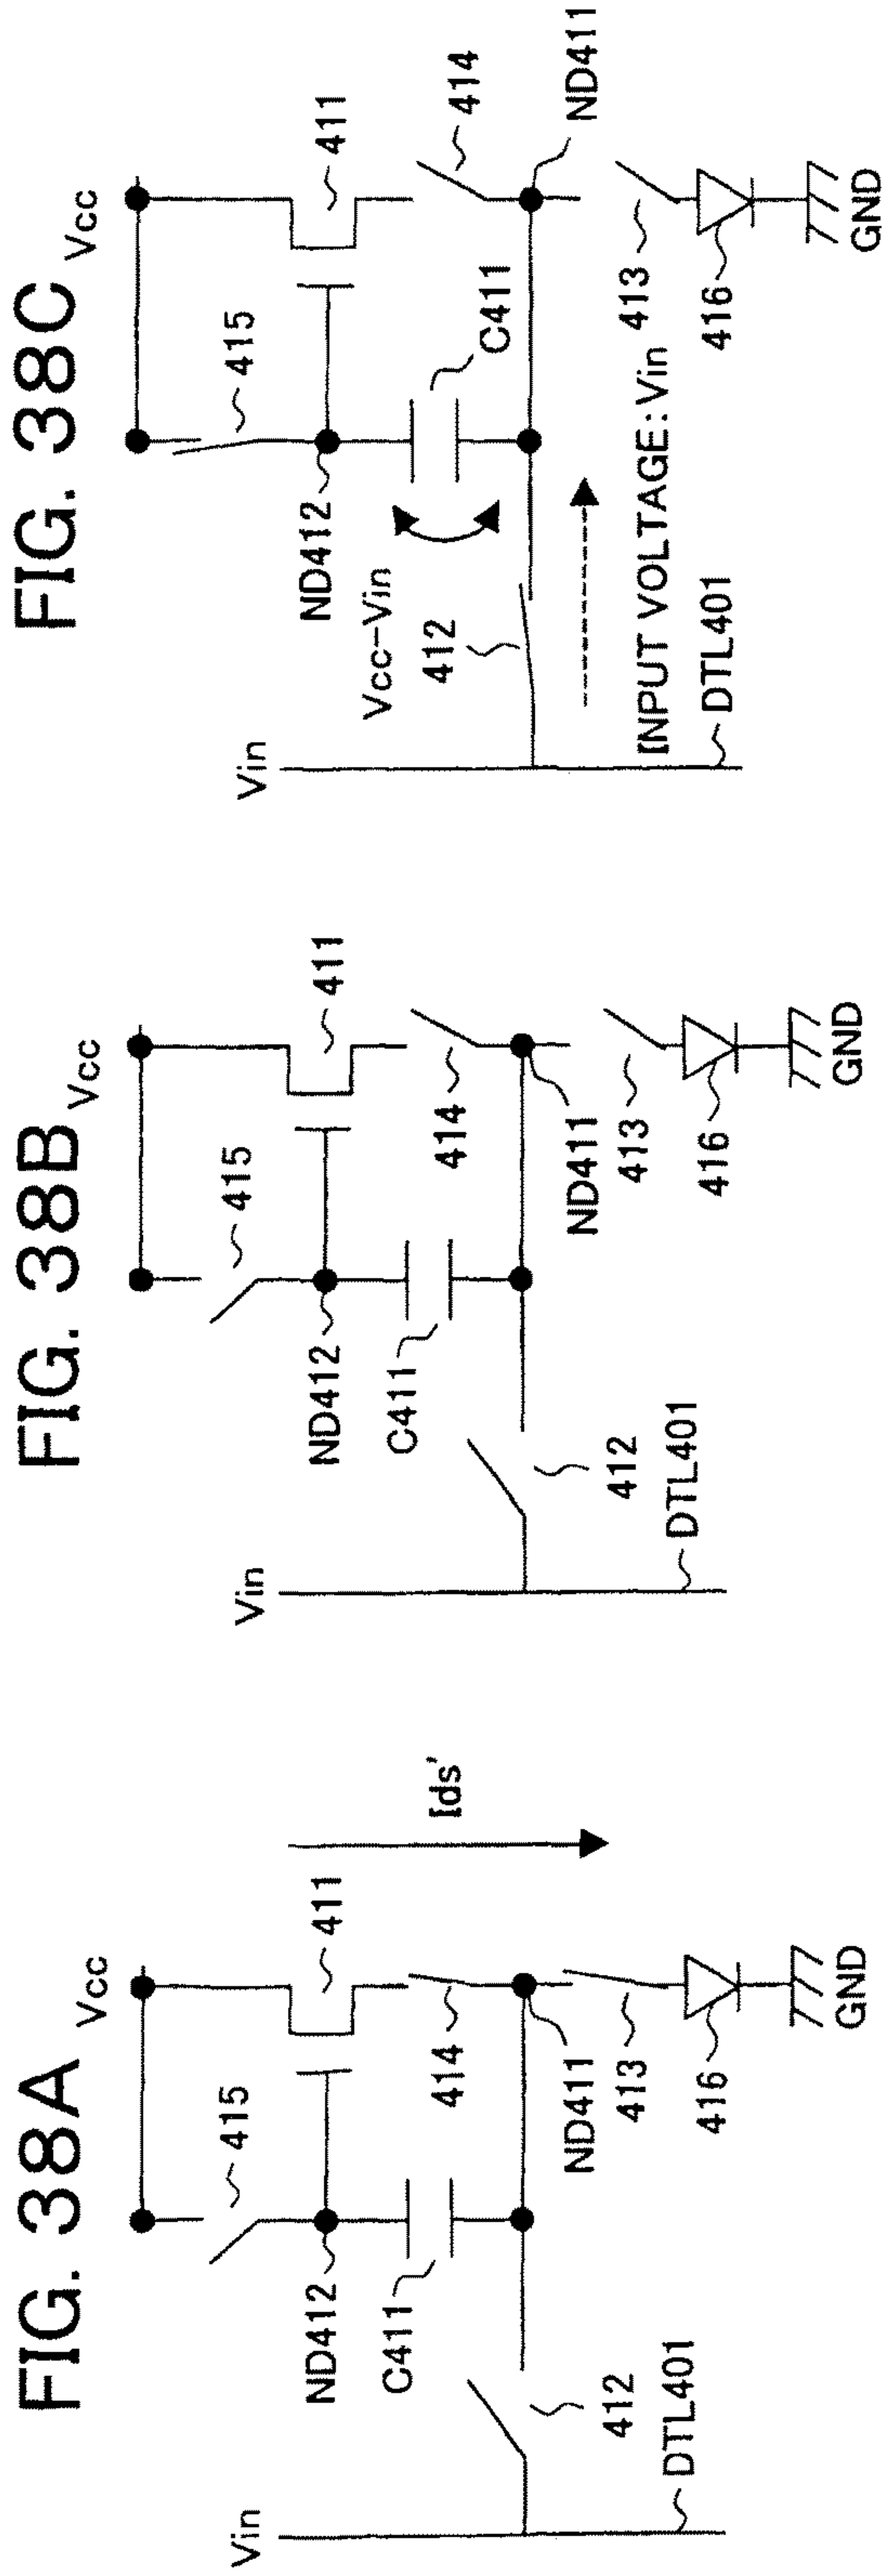 FIG. 38A
Vcc
415
411
Ids'
ND412
414
C411
ND411
413
412
416
Vin
DTL401
GND
FIG. 38B
Vcc
415
411
ND412
414
C411
ND411
413
412
416
Vin
DTL401
GND
FIG. 38C
Vcc
415
411
ND412
414
C411
Vcc-Vin
ND411
412
413
416
Vin
[NPUT VOLTAGE:Vin
DTL401
GND